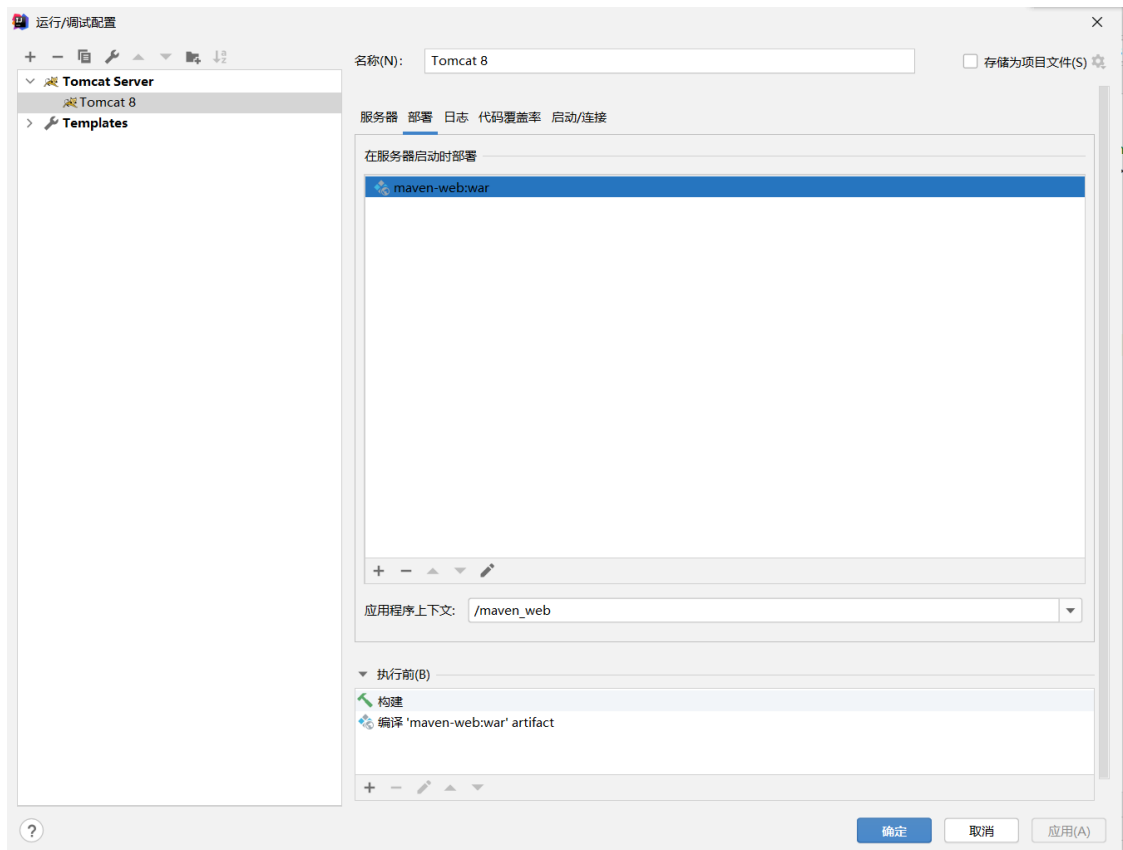 运行/调试配置
名称(N): Tomcat 8 存储为项目文件(S)
Tomcat Server
Tomcat 8
Templates
服务器 部署 日志 代码覆盖率 启动/连接
在服务器启动时部署
maven-web:war
应用程序上下文: /maven_web
执行前(B)
构建
编译 'maven-web:war' artifact
? 确定 取消 应用(A)